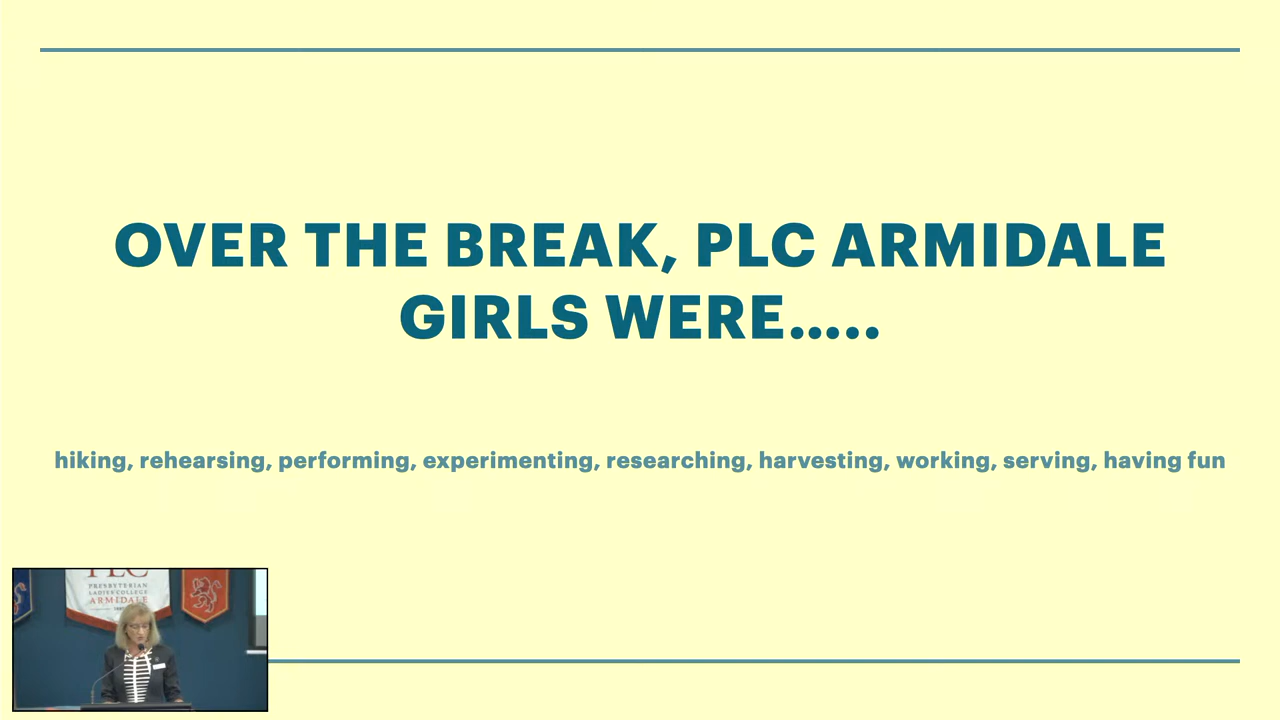 OVER THE BREAK, PLC ARMIDALE
GIRLS WERE.....
hiking, rehearsing, performing, experimenting, researching, harvesting, working, serving, having fun
PLC
PRESBYTERIAN
LADIES' COLLEGE
ARMIDALE